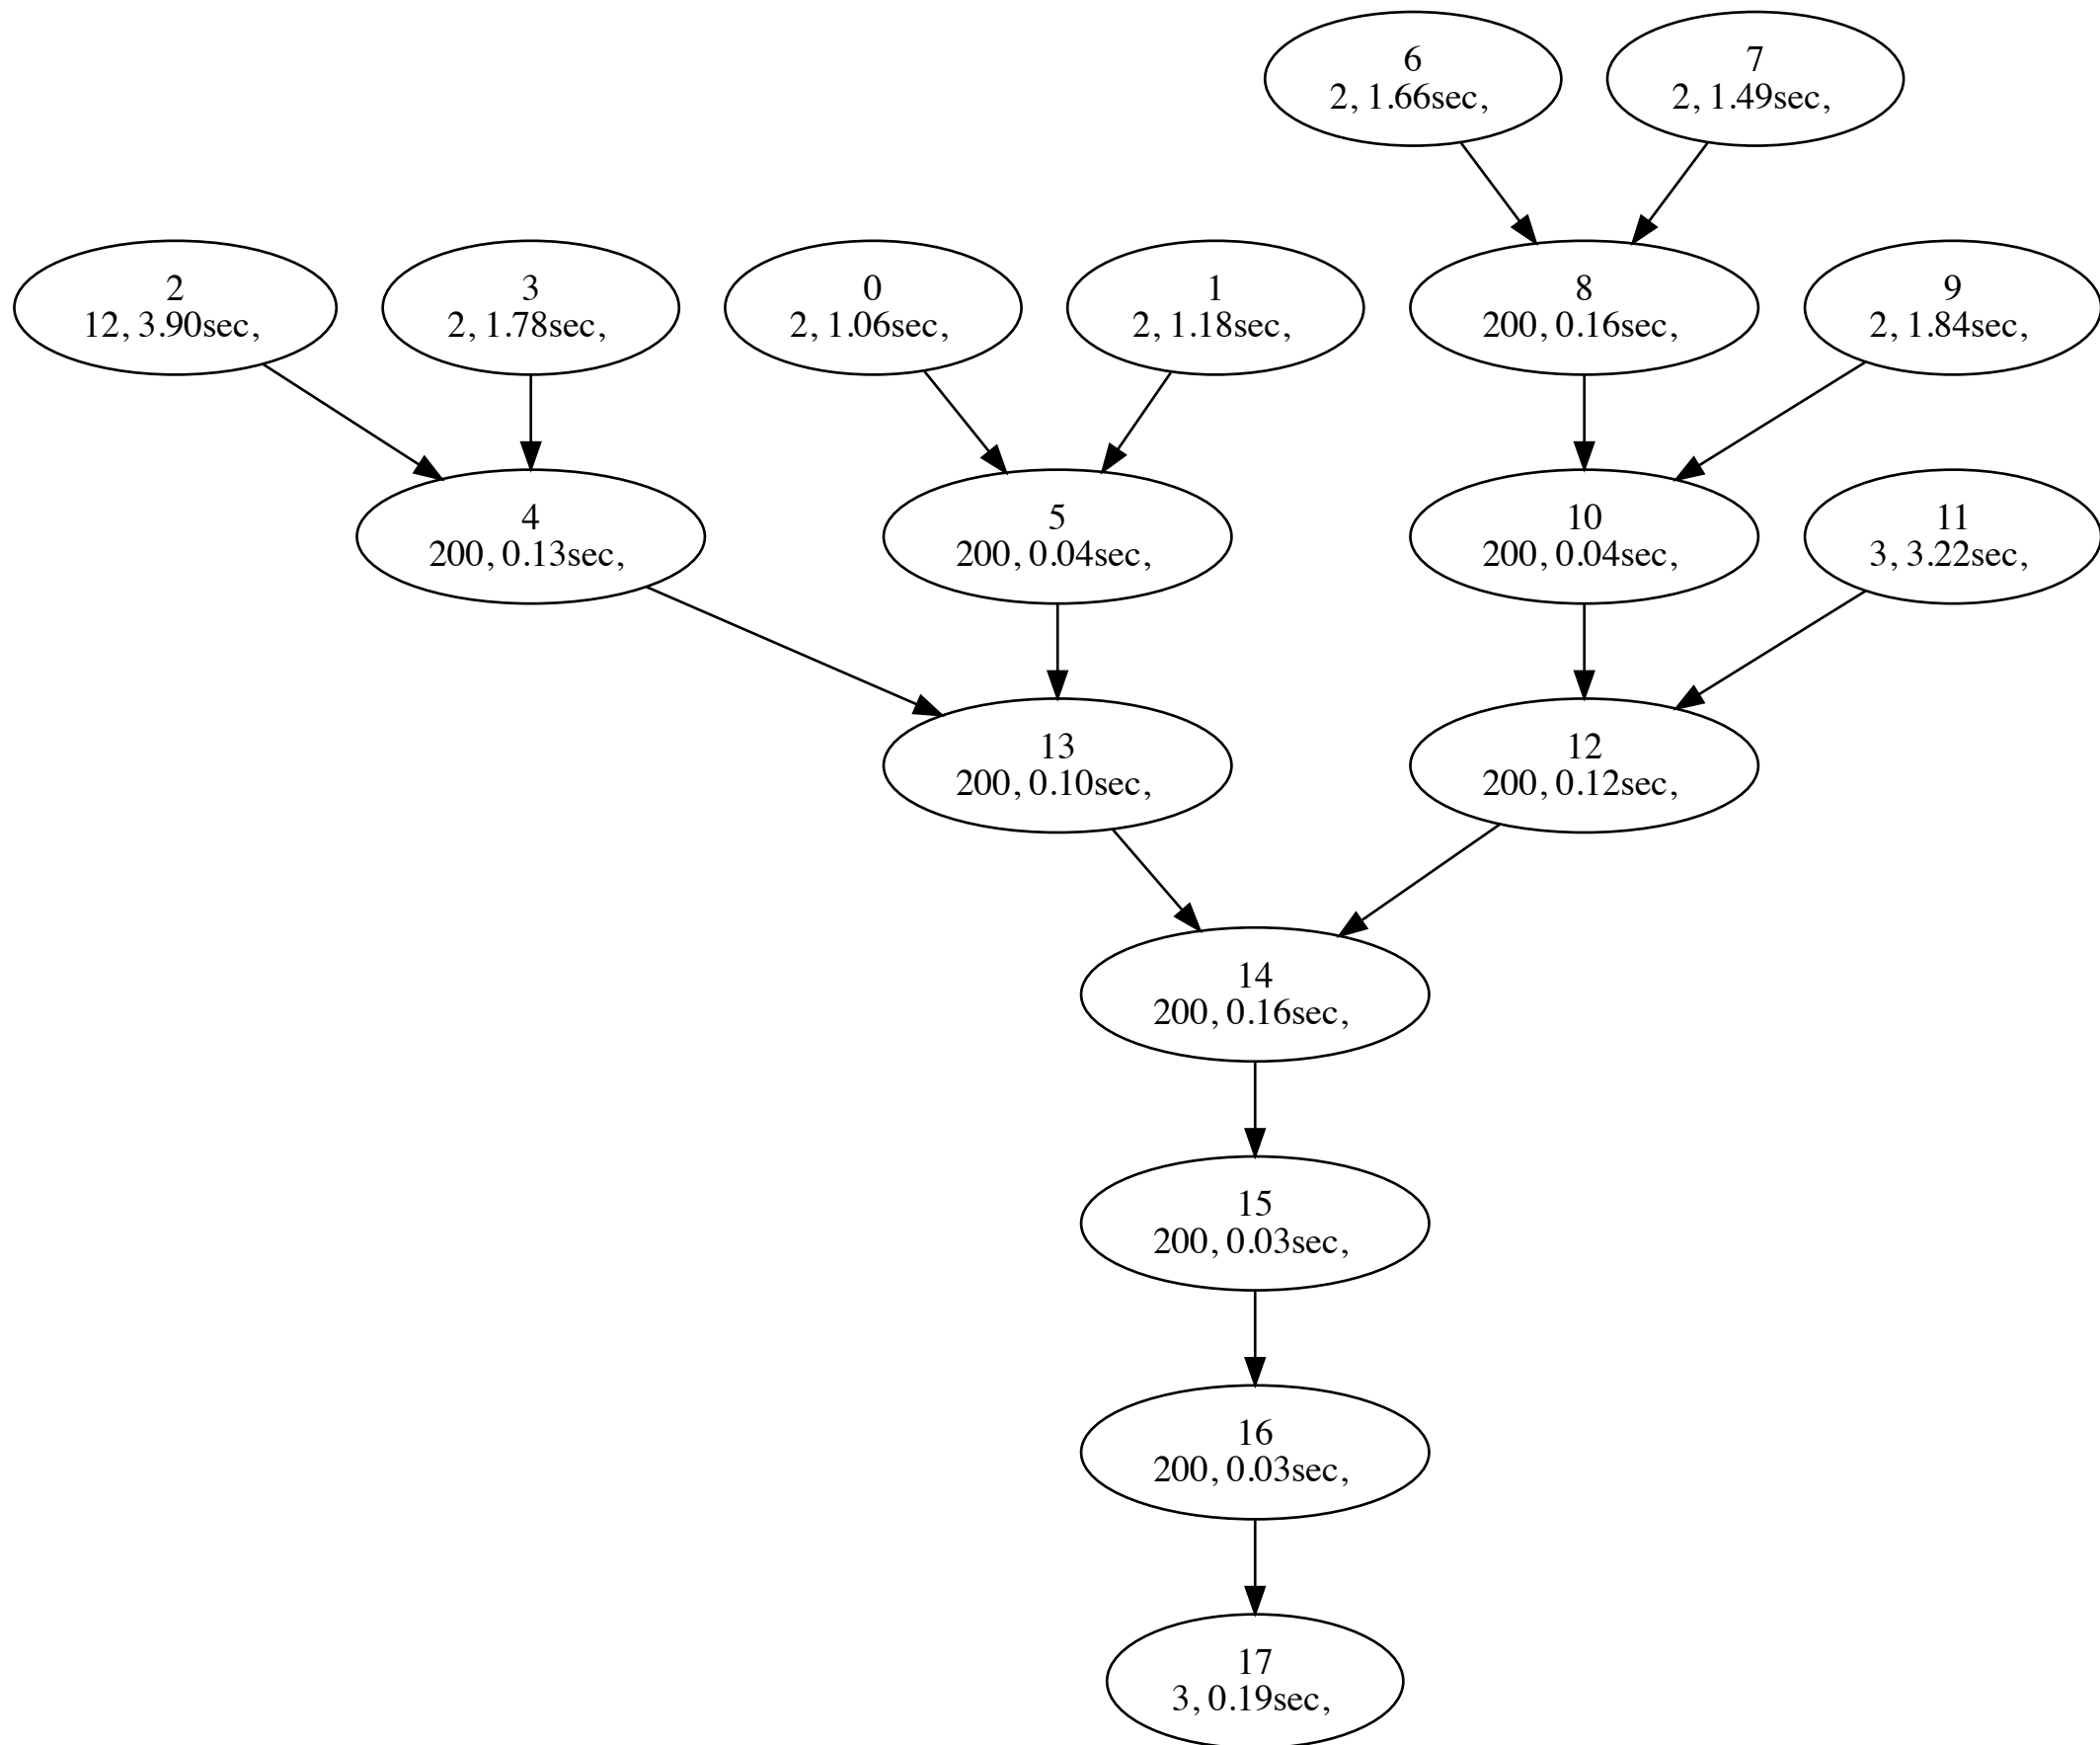 6
2, 1.66sec,
7
2, 1.49sec,
2
12, 3.90sec,
3
2, 1.78sec,
0
2, 1.06sec,
1
2, 1.18sec,
8
200, 0.16sec,
9
2, 1.84sec,
4
200, 0.13sec,
5
200, 0.04sec,
10
200, 0.04sec,
11
3, 3.22sec,
13
200, 0.10sec,
12
200, 0.12sec,
14
200, 0.16sec,
15
200, 0.03sec,
16
200, 0.03sec,
17
3, 0.19sec,